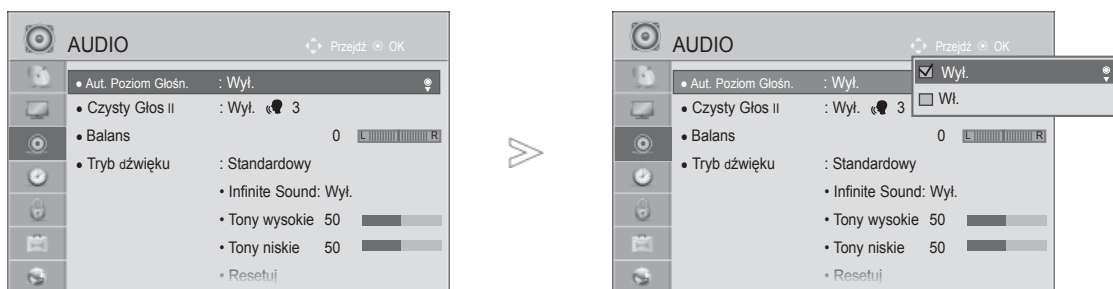 AUDIO
Przejdź OK
● Aut. Poziom Głośn. : Wył.
● Czysty Głos II : Wył. 3
● Balans 0 L R
● Tryb dźwięku : Standardowy
• Infinite Sound: Wył.
• Tony wysokie 50
• Tony niskie 50
• Resetuj
>
AUDIO
Przejdź OK
● Aut. Poziom Głośn. : Wył.
● Czysty Głos II : Wył. 3
● Balans 0 L R
● Tryb dźwięku : Standardowy
• Infinite Sound: Wył.
• Tony wysokie 50
• Tony niskie 50
• Resetuj
Wył.
Wł.